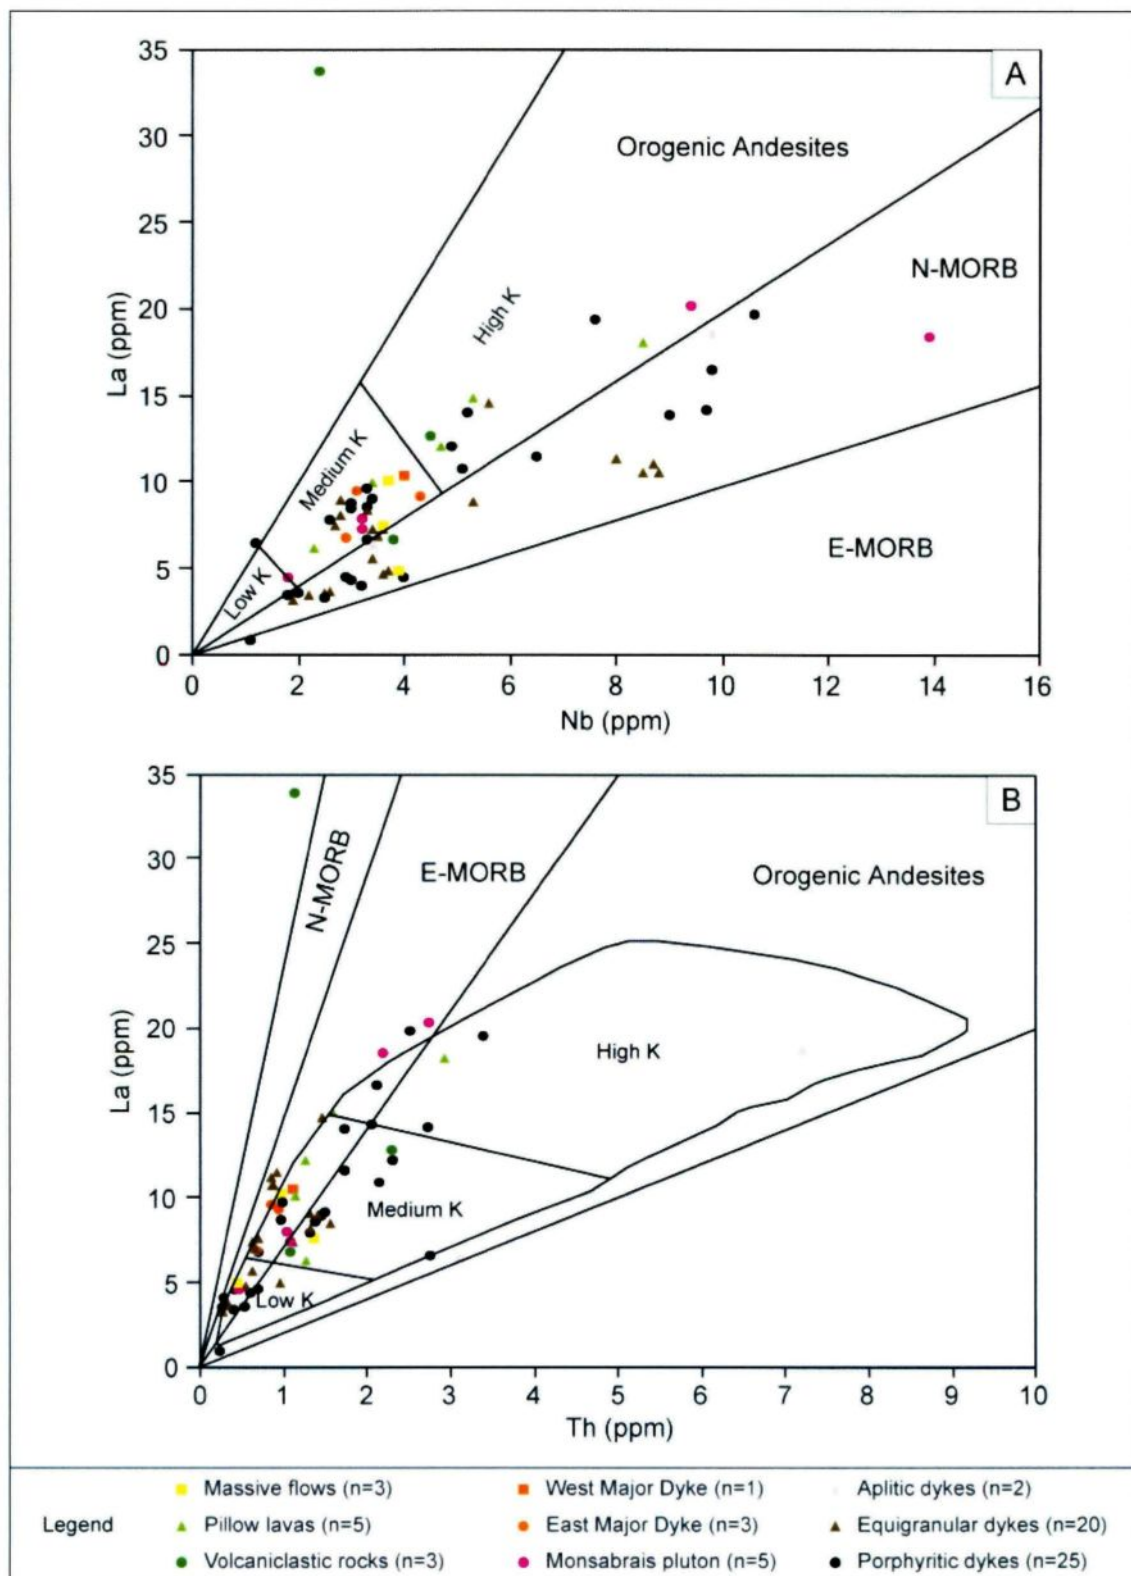 A
35
30
25
20
15
10
5
0
La (ppm)
Orogenic Andesites
N-MORB
E-MORB
High K
Medium K
Low K
0 2 4 6 8 10 12 14 16
Nb (ppm)
B
35
30
25
20
15
10
5
0
La (ppm)
N-MORB
E-MORB
Orogenic Andesites
High K
Medium K
Low K
0 1 2 3 4 5 6 7 8 9 10
Th (ppm)
Legend
Massive flows (n=3)
Pillow lavas (n=5)
Volcaniclastic rocks (n=3)
West Major Dyke (n=1)
East Major Dyke (n=3)
Monsabrais pluton (n=5)
Aplitic dykes (n=2)
Equigranular dykes (n=20)
Porphyritic dykes (n=25)